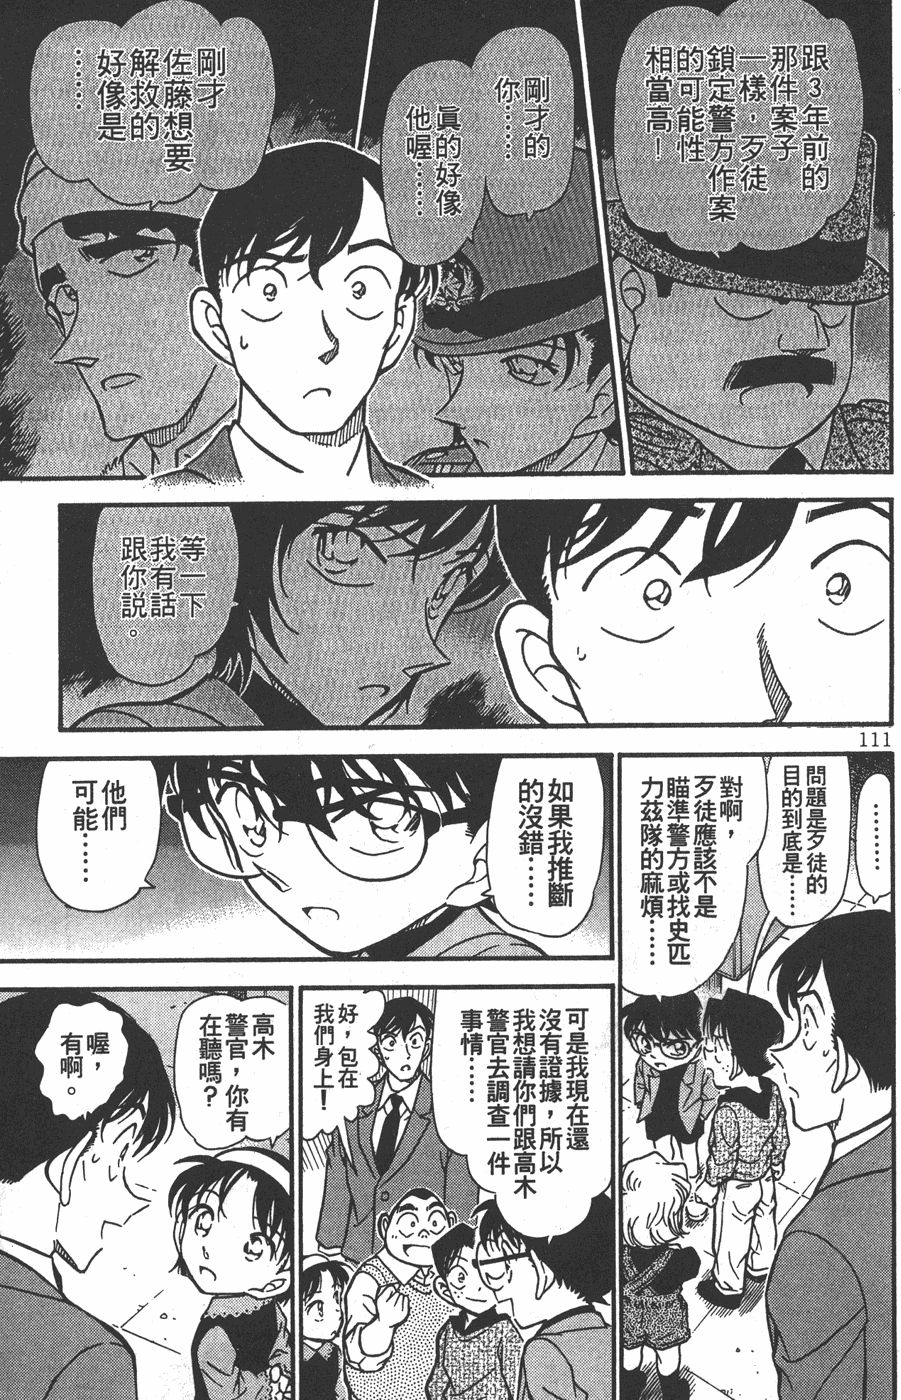 跟3年前的
那件案子
一樣，歹徒
鎖定警方作案
的可能性
相當高！
剛才的
你……
真的好像
他喔……
剛才
佐藤想要
解救的
好像是
……
等一下
我有話
跟你說。
111
……
問題是歹徒的
目的到底是……
對啊，
歹徒應該不是
瞄準警方或找史匹
力茲隊的麻煩……
如果我推斷
的沒錯……
他們
可能……
可是我現在還
沒有證據，所以
我想請你們跟高木
警官去調查一件
事情……
好，包在
我們身上！
高木
警官，你有
在聽嗎？
喔，
有啊。